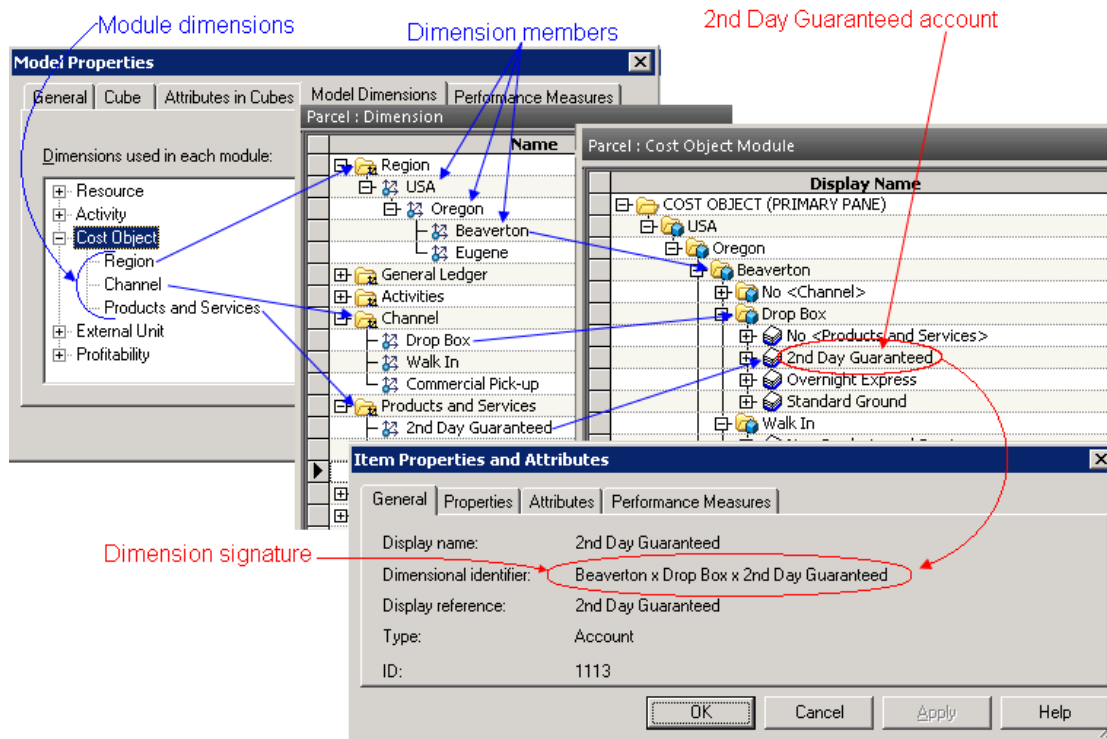 Module dimensions
Dimension members
2nd Day Guaranteed account
Model Properties
General
Cube
Attributes in Cubes
Model Dimensions
Performance Measures
Dimensions used in each module:
Resource
Activity
Cost Object
Region
Channel
Products and Services
External Unit
Profitability
Parcel : Dimension
Name
Region
USA
Oregon
Beaverton
Eugene
General Ledger
Activities
Channel
Drop Box
Walk In
Commercial Pick-up
Products and Services
2nd Day Guaranteed
Parcel : Cost Object Module
Display Name
COST OBJECT (PRIMARY PANE)
USA
Oregon
Beaverton
No <Channel>
Drop Box
No <Products and Services>
2nd Day Guaranteed
Overnight Express
Standard Ground
Walk In
Item Properties and Attributes
General
Properties
Attributes
Performance Measures
Display name: 2nd Day Guaranteed
Dimension signature
Dimensional identifier: Beaverton x Drop Box x 2nd Day Guaranteed
Display reference: 2nd Day Guaranteed
Type: Account
ID: 1113
OK
Cancel
Apply
Help